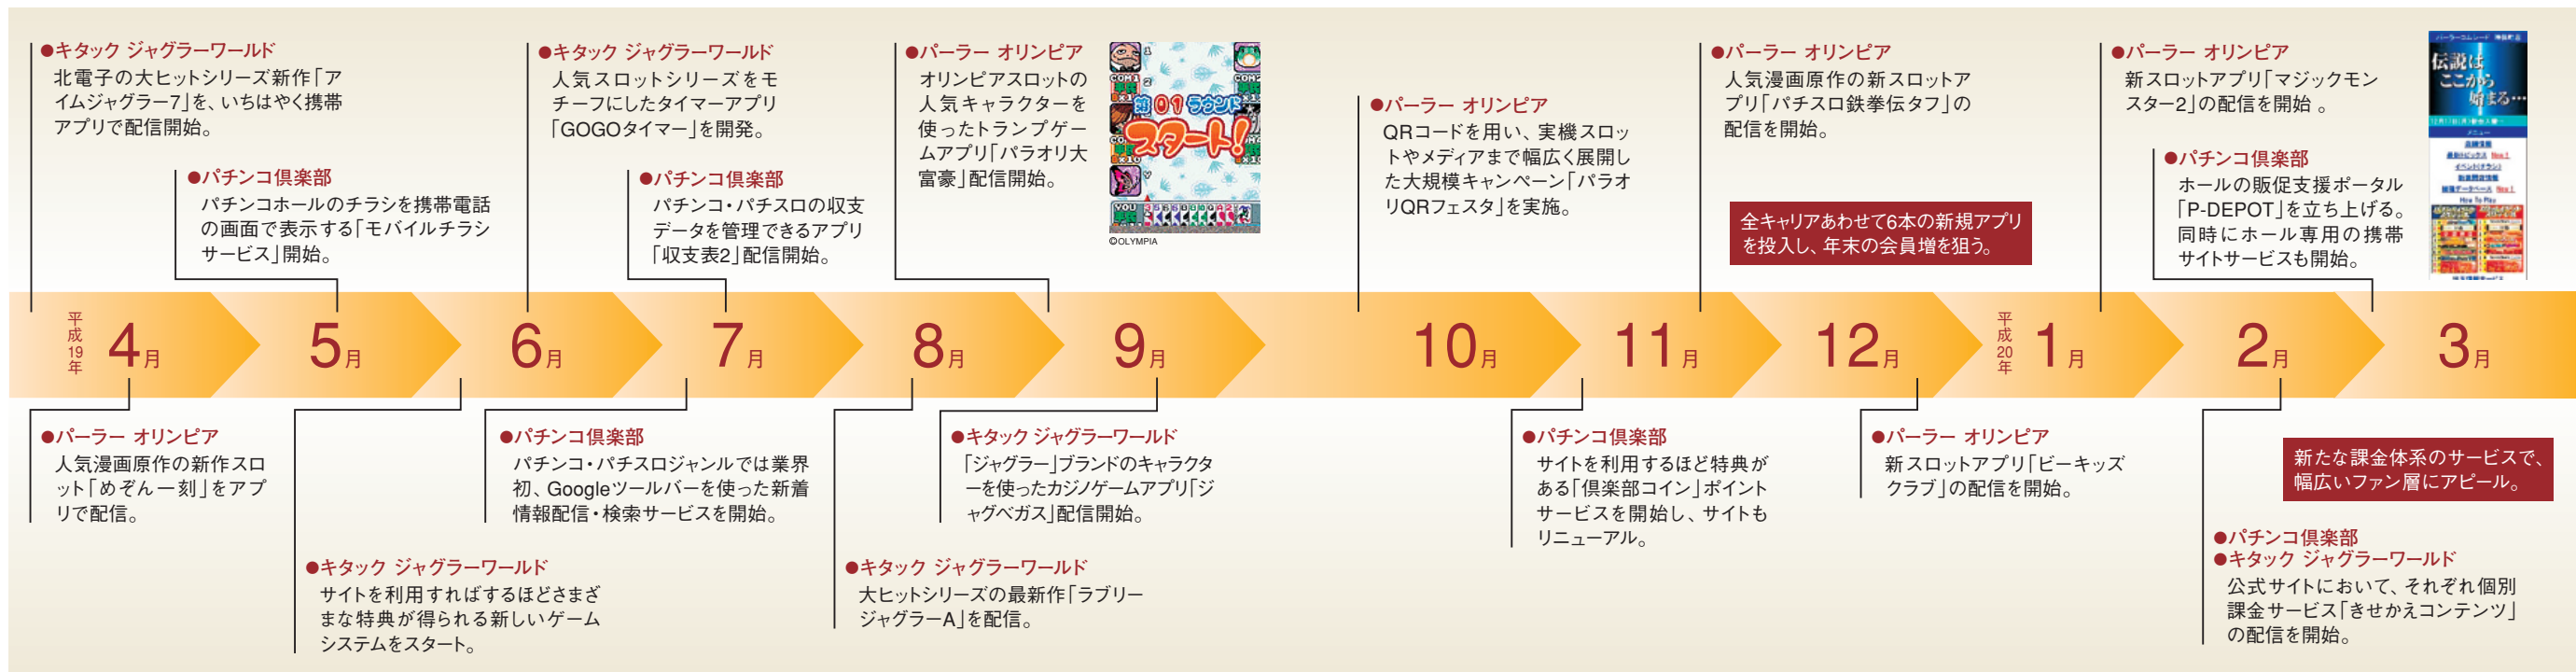 ●キタック ジャグラーワールド
北電子の大ヒットシリーズ新作「ア
イムジャグラー7」を、いちはやく携帯
アプリで配信開始。
●パチンコ倶楽部
パチンコホールのチラシを携帯電話
の画面で表示する「モバイルチラシ
サービス」開始。
●キタック ジャグラーワールド
人気スロットシリーズをモ
チーフにしたタイマーアプリ
「GOGOタイマー」を開発。
●パチンコ倶楽部
パチンコ・パチスロの収支
データを管理できるアプリ
「収支表2」配信開始。
●パーラー オリンピア
オリンピアスロットの
人気キャラクターを
使ったトランプゲー
ムアプリ「パラオリ大
富豪」配信開始。
第01ラウンド
スタート!
©OLYMPIA
●パーラー オリンピア
QRコードを用い、実機スロッ
トやメディアまで幅広く展開し
た大規模キャンペーン「パラオ
リQRフェスタ」を実施。
●パーラー オリンピア
人気漫画原作の新スロットア
プリ「パチスロ鉄拳伝タフ」の
配信を開始。
全キャリアあわせて6本の新規アプリ
を投入し、年末の会員増を狙う。
●パーラー オリンピア
新スロットアプリ「マジックモン
スター2」の配信を開始 。
●パチンコ倶楽部
ホールの販促支援ポータル
「P-DEPOT」を立ち上げる。
同時にホール専用の携帯
サイトサービスも開始。
伝説は
ここから
始まる…
メニュー
店舗情報
最新トピックス New!
イベント(チラシ)
機種データベース New!
How To Play
平成19年 4月
5月
6月
7月
8月
9月
10月
11月
12月
平成20年 1月
2月
3月
●パーラー オリンピア
人気漫画原作の新作スロ
ット「めぞん一刻」をアプ
リで配信。
●キタック ジャグラーワールド
サイトを利用すればするほどさまざ
まな特典が得られる新しいゲーム
システムをスタート。
●パチンコ倶楽部
パチンコ・パチスロジャンルでは業界
初、Googleツールバーを使った新着
情報配信・検索サービスを開始。
●キタック ジャグラーワールド
大ヒットシリーズの最新作「ラブリー
ジャグラーA」を配信。
●キタック ジャグラーワールド
「ジャグラー」ブランドのキャラクタ
ーを使ったカジノゲームアプリ「ジ
ャグベガス」配信開始。
●パチンコ倶楽部
サイトを利用するほど特典が
ある「倶楽部コイン」ポイント
サービスを開始し、サイトも
リニューアル。
●パーラー オリンピア
新スロットアプリ「ビーキッズ
クラブ」の配信を開始。
新たな課金体系のサービスで、
幅広いファン層にアピール。
●パチンコ倶楽部
●キタック ジャグラーワールド
公式サイトにおいて、それぞれ個別
課金サービス「きせかえコンテンツ」
の配信を開始。